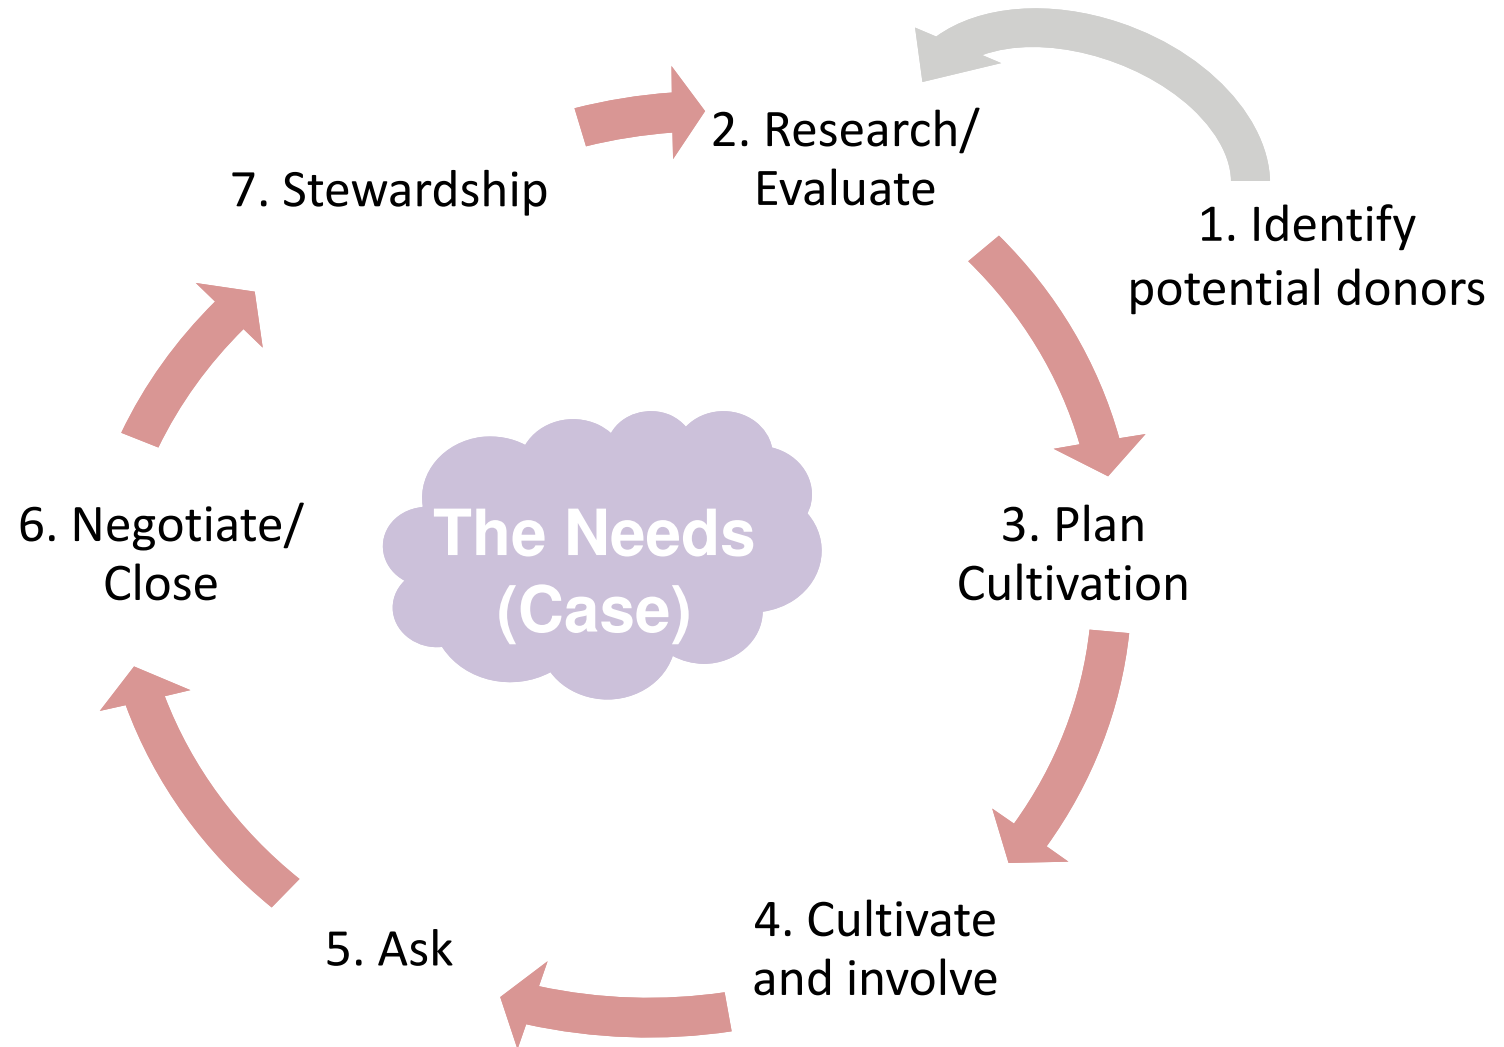 1. Identify
potential donors
2. Research/
Evaluate
3. Plan
Cultivation
4. Cultivate
and involve
5. Ask
6. Negotiate/
Close
7. Stewardship
The Needs
(Case)